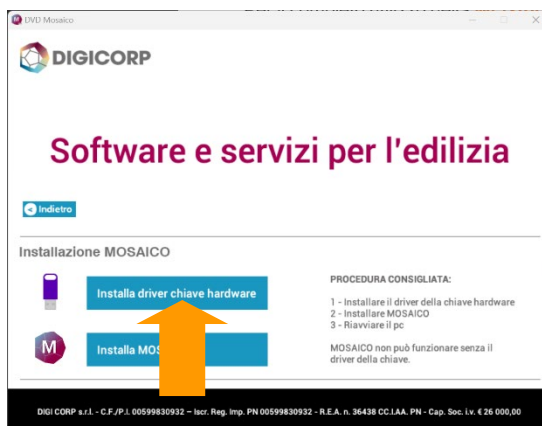 DVD Mosaico
DIGICORP
Software e servizi per l'edilizia
Indietro
Installazione MOSAICO
Installa driver chiave hardware
Installa
PROCEDURA CONSIGLIATA:
1 - Installare il driver della chiave hardware
2 - Installare MOSAICO
3 - Riavviare il pc
MOSAICO non può funzionare senza il
driver della chiave.
DIGI CORP s.r.l. - C.F./P.I. 00599830932 – Iscr. Reg. Imp. PN 00599830932 - R.E.A. n. 36438 CC.I.AA. PN - Cap. Soc. i.v. € 26 000,00